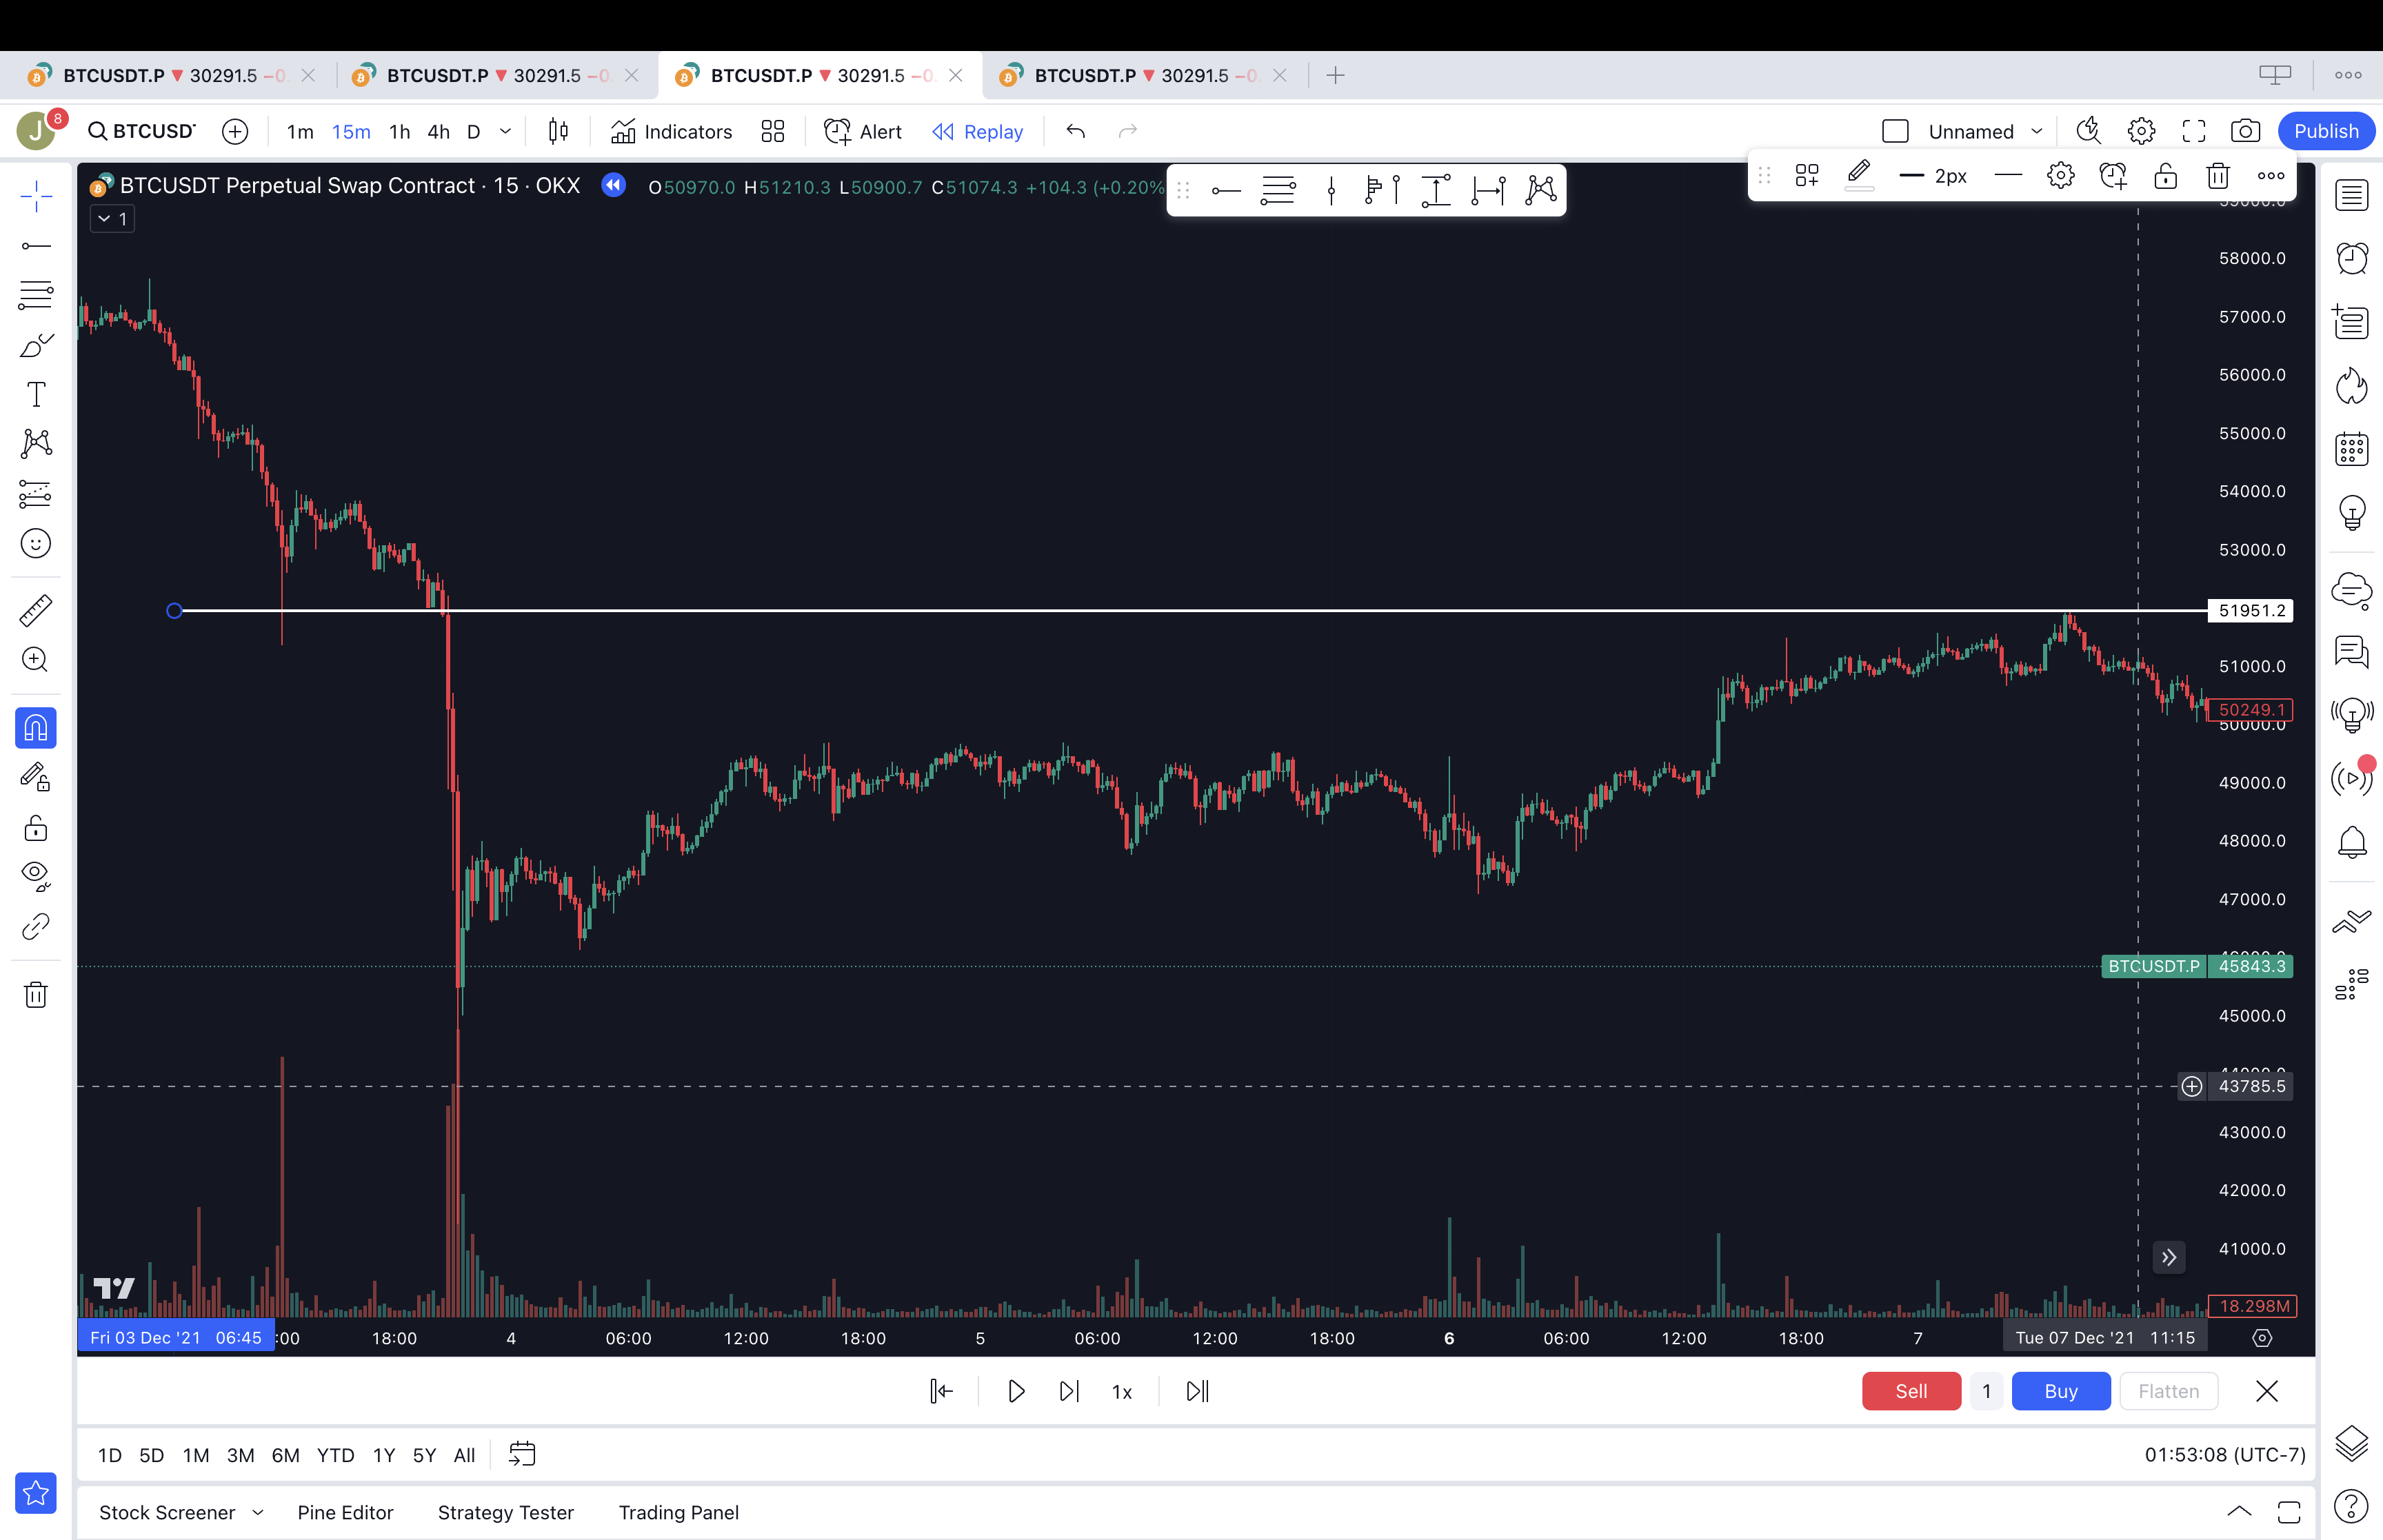 BTCUSDT.P 30291.5 −0. BTCUSDT.P 30291.5 −0. BTCUSDT.P 30291.5 −0. BTCUSDT.P 30291.5 −0.
J 8 BTCUSD 1m 15m 1h 4h D Indicators Alert Replay Unnamed Publish
2px
BTCUSDT Perpetual Swap Contract · 15 · OKX O50970.0 H51210.3 L50900.7 C51074.3 +104.3 (+0.20%
1
58000.0
57000.0
56000.0
55000.0
54000.0
53000.0
51951.2
51000.0
50249.1
50000.0
49000.0
48000.0
47000.0
BTCUSDT.P 45843.3
45000.0
43785.5
43000.0
42000.0
41000.0
18.298M
Fri 03 Dec '21 06:45 :00 18:00 4 06:00 12:00 18:00 5 06:00 12:00 18:00 6 06:00 12:00 18:00 7 Tue 07 Dec '21 11:15
1x Sell 1 Buy Flatten
1D 5D 1M 3M 6M YTD 1Y 5Y All 01:53:08 (UTC-7)
Stock Screener Pine Editor Strategy Tester Trading Panel